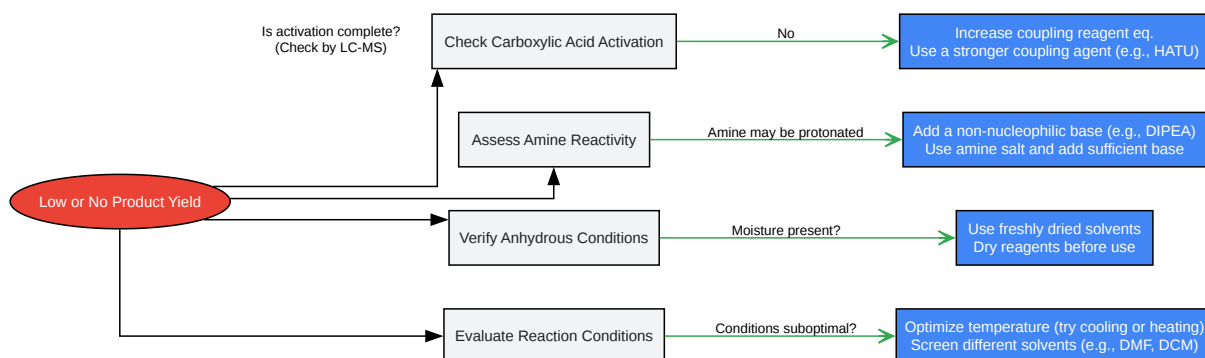 Is activation complete?
(Check by LC-MS)
Check Carboxylic Acid Activation
No
Increase coupling reagent eq.
Use a stronger coupling agent (e.g., HATU)
Assess Amine Reactivity
Amine may be protonated
Add a non-nucleophilic base (e.g., DIPEA)
Use amine salt and add sufficient base
Low or No Product Yield
Verify Anhydrous Conditions
Moisture present?
Use freshly dried solvents
Dry reagents before use
Evaluate Reaction Conditions
Conditions suboptimal?
Optimize temperature (try cooling or heating)
Screen different solvents (e.g., DMF, DCM)